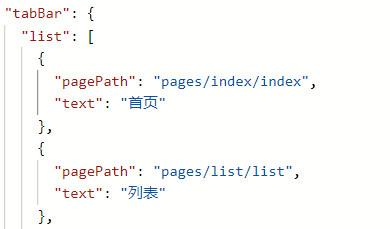 "tabBar": {
"list": [
{
"pagePath": "pages/index/index",
"text": "首页"
},
{
"pagePath": "pages/list/list",
"text": "列表"
},